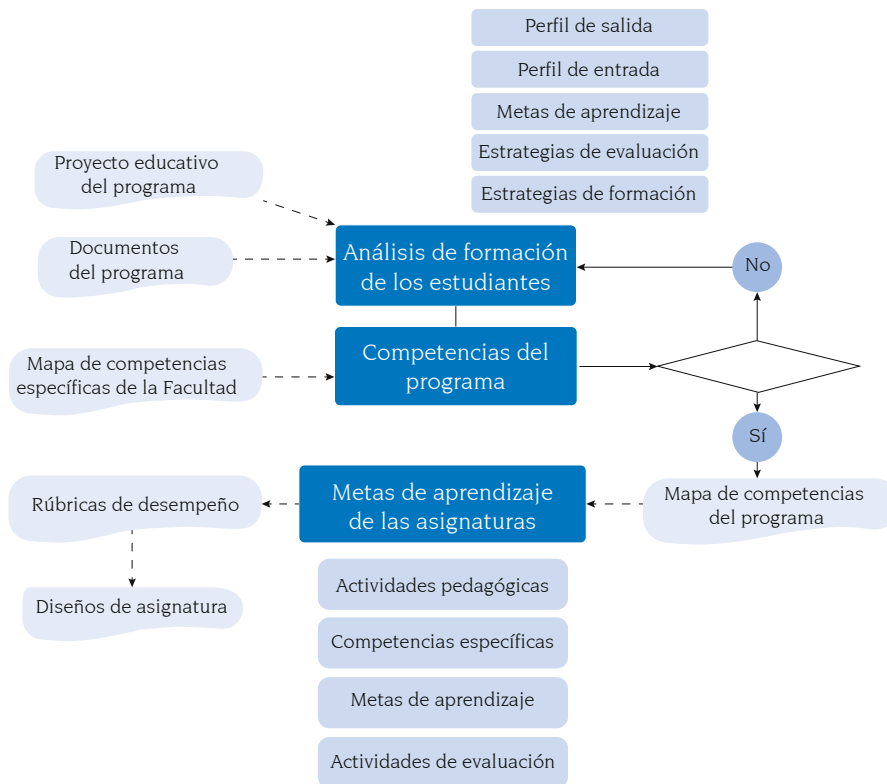 Perfil de salida
Perfil de entrada
Metas de aprendizaje
Estrategias de evaluación
Estrategias de formación
Proyecto educativo
del programa
Documentos
del programa
Análisis de formación
de los estudiantes
No
Mapa de competencias
específicas de la Facultad
Competencias del
programa
Sí
Rúbricas de desempeño
Metas de aprendizaje
de las asignaturas
Mapa de competencias
del programa
Diseños de asignatura
Actividades pedagógicas
Competencias específicas
Metas de aprendizaje
Actividades de evaluación